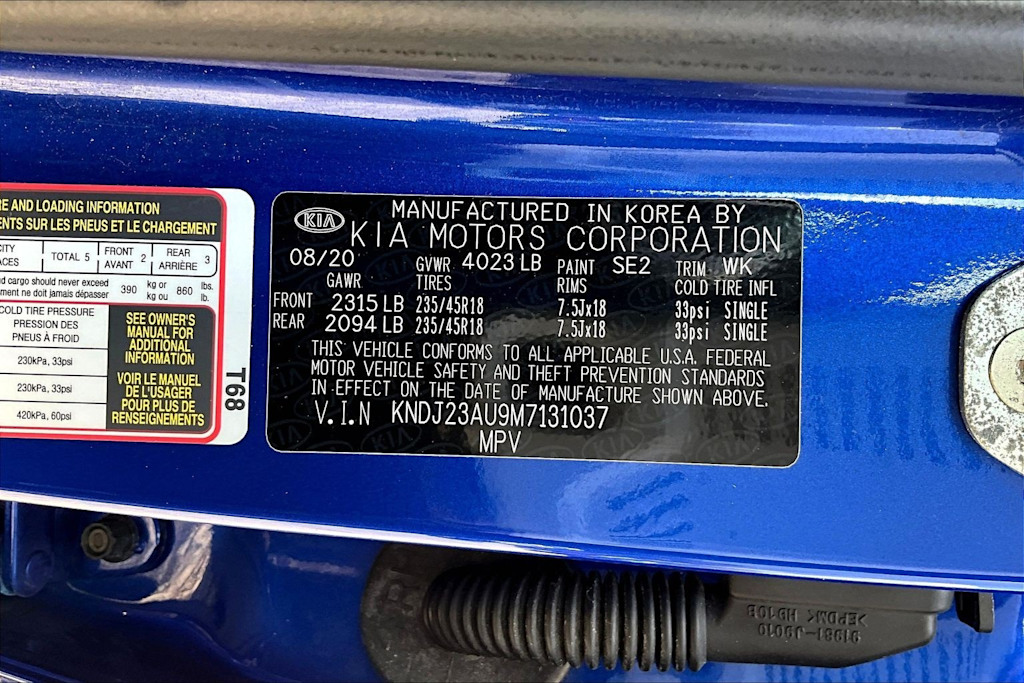 RE AND LOADING INFORMATION
ENTS SUR LES PNEUS ET LE CHARGEMENT
TOTAL 5 FRONT AVANT 2 REAR ARRIÈRE 3
cargo should never exceed
ne doit jamais dépasser 390 kg or kg ou 860 lbs. lb.
COLD TIRE PRESSURE
PRESSION DES
PNEUS À FROID
230kPa, 33psi
230kPa, 33psi
420kPa, 60psi
SEE OWNER'S
MANUAL FOR
ADDITIONAL
INFORMATION
VOIR LE MANUEL
DE L'USAGER
POUR PLUS DE
RENSEIGNEMENTS
T68
KIA
MANUFACTURED IN KOREA BY
KIA MOTORS CORPORATION
08/20 GVWR 4023 LB PAINT SE2 TRIM WK
GAWR TIRES RIMS COLD TIRE INFL
FRONT 2315 LB 235/45R18 7.5Jx18 33psi SINGLE
REAR 2094 LB 235/45R18 7.5Jx18 33psi SINGLE
THIS VEHICLE CONFORMS TO ALL APPLICABLE U.S.A. FEDERAL
MOTOR VEHICLE SAFETY AND THEFT PREVENTION STANDARDS
IN EFFECT ON THE DATE OF MANUFACTURE SHOWN ABOVE.
V.I.N KNDJ23AU9M7131037
MPV
91981-J9010
>EPDM< HB10B